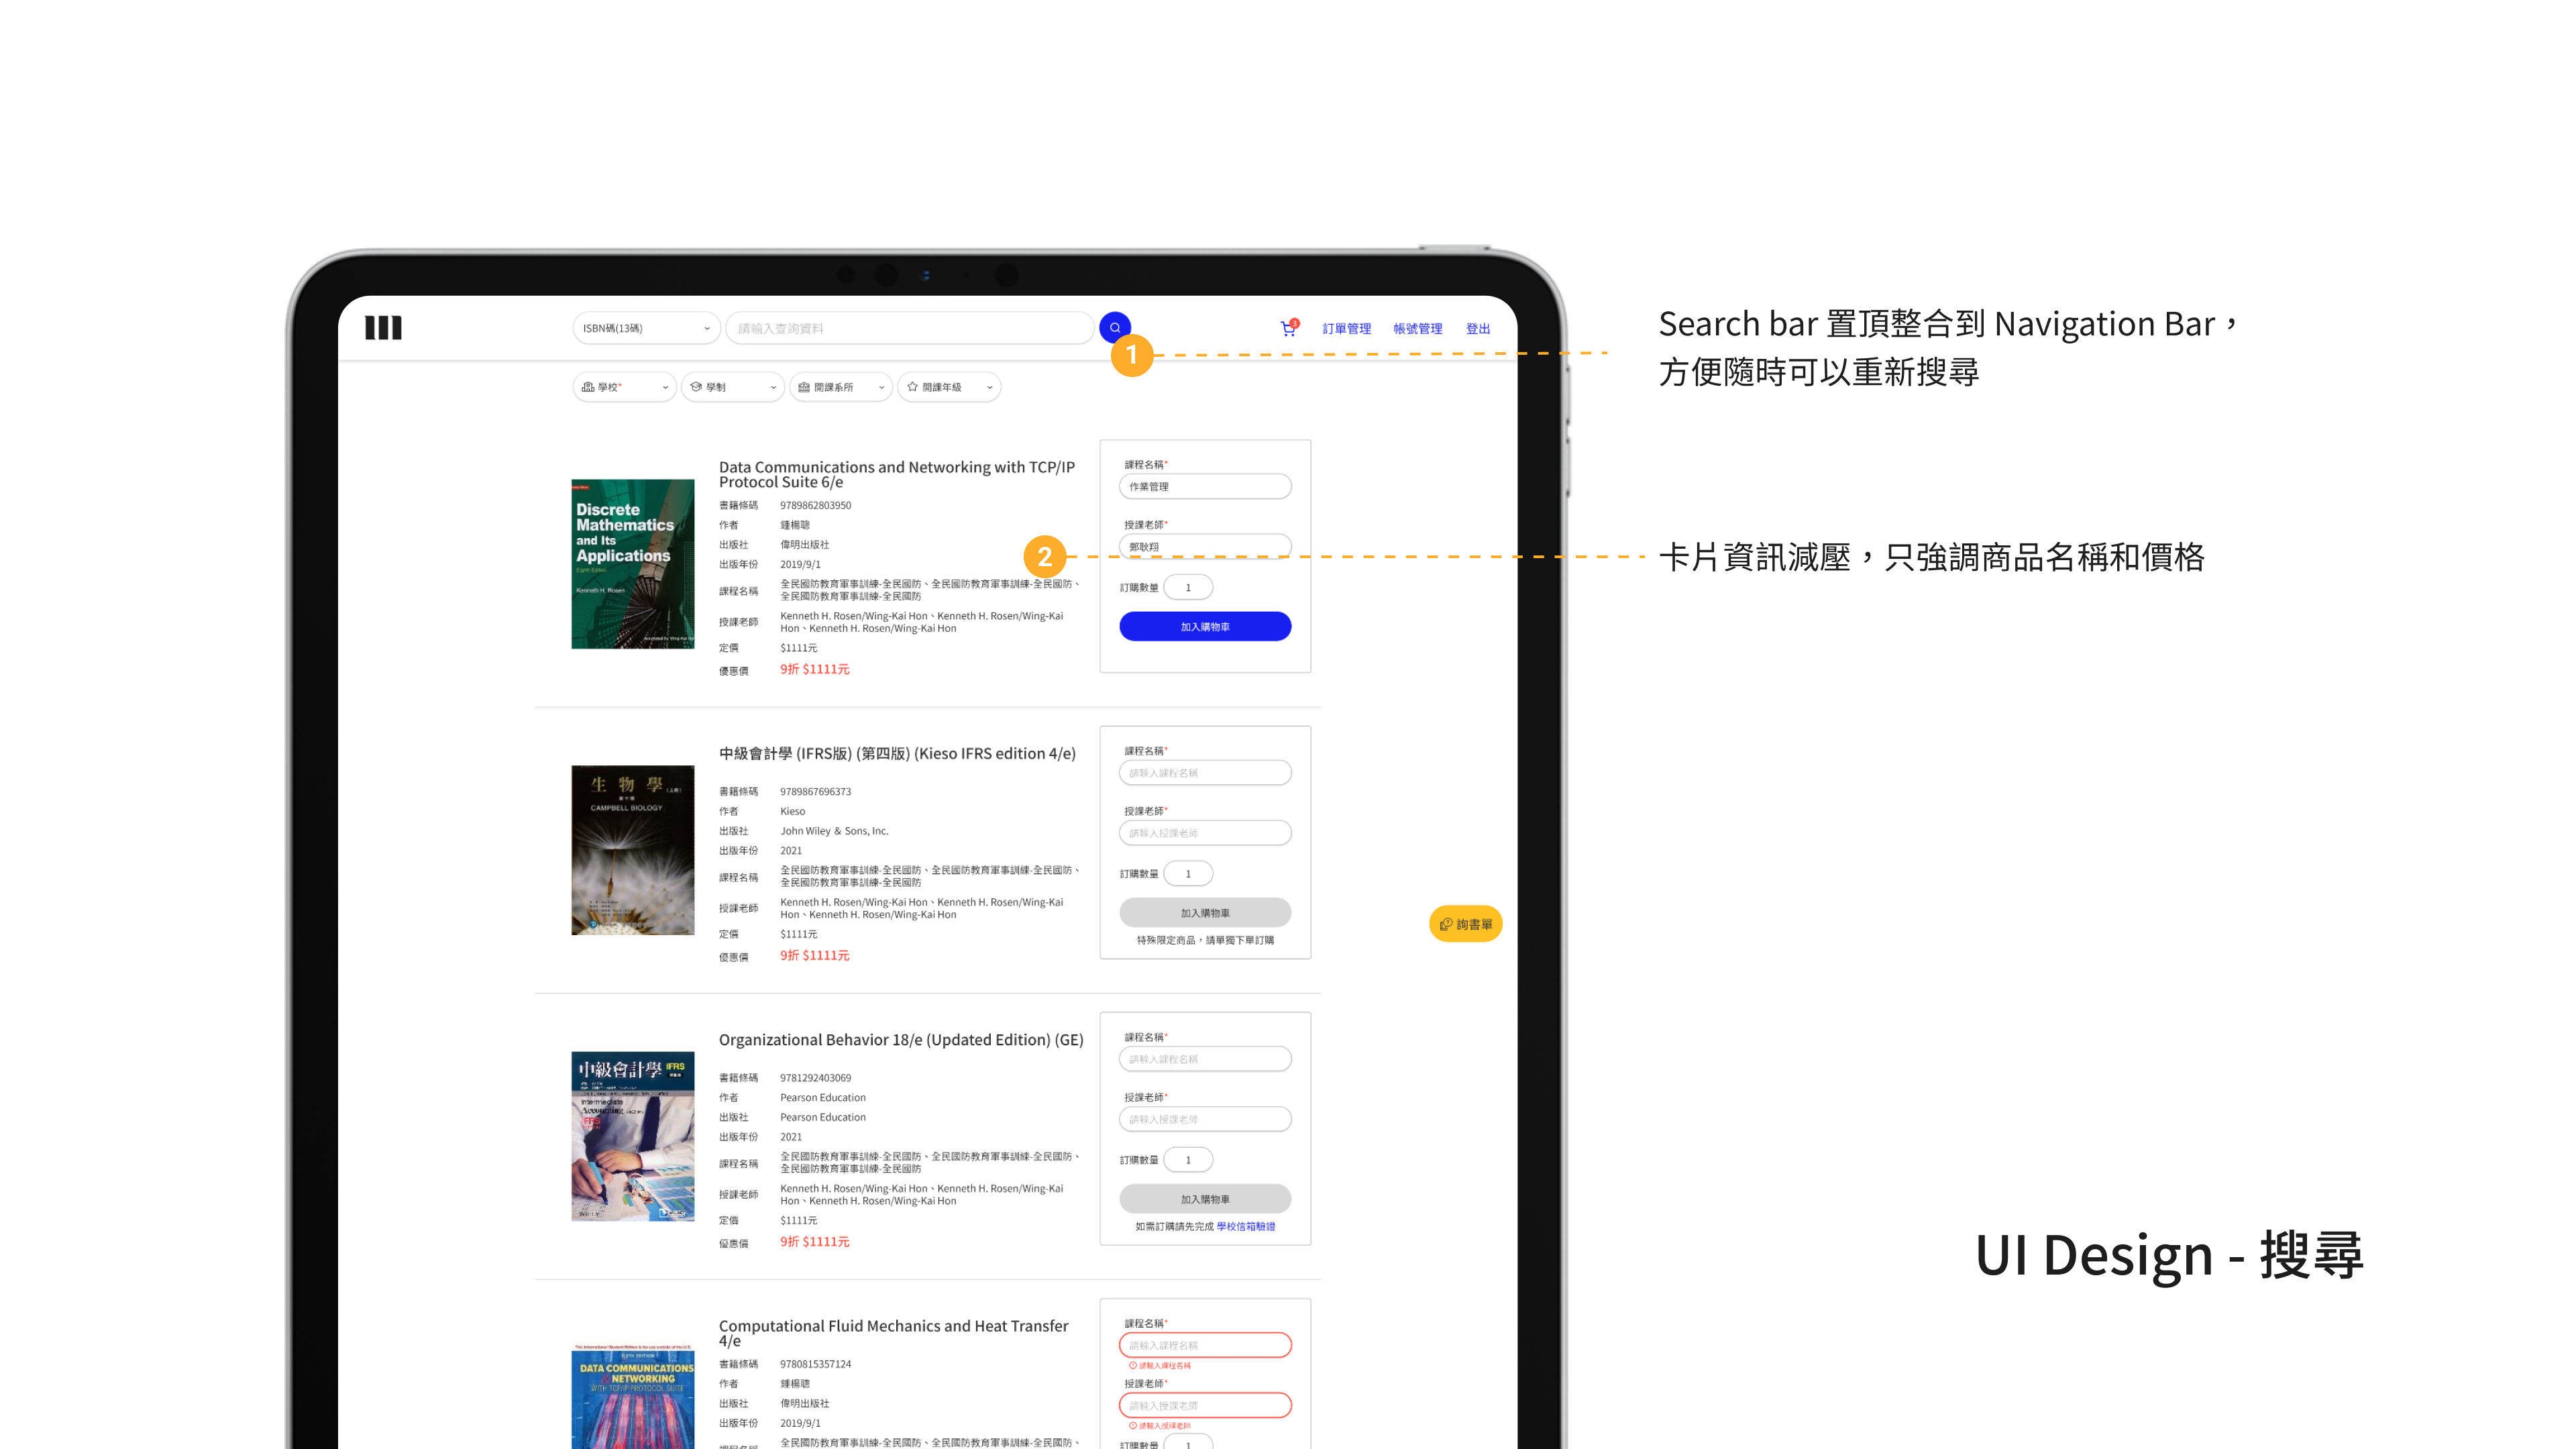 ISBN碼(13碼)
請輸入查詢資料
訂單管理
帳號管理
登出
1
Search bar 置頂整合到 Navigation Bar，
方便隨時可以重新搜尋
學校*
學制
開課系所
開課年級
Discrete
Mathematics
and Its
Applications
Eighth Edition
Kenneth H. Rosen
Data Communications and Networking with TCP/IP
Protocol Suite 6/e
書籍條碼 9789862803950
作者 鍾楊聰
出版社 偉明出版社
出版年份 2019/9/1
課程名稱 全民國防教育軍事訓練-全民國防、全民國防教育軍事訓練-全民國防、
全民國防教育軍事訓練-全民國防
授課老師 Kenneth H. Rosen/Wing-Kai Hon、Kenneth H. Rosen/Wing-Kai
Hon、Kenneth H. Rosen/Wing-Kai Hon
定價 $1111元
優惠價 9折 $1111元
課程名稱*
作業管理
授課老師*
鄭耿翔
訂購數量 1
加入購物車
2
卡片資訊減壓，只強調商品名稱和價格
生物學
CAMPBELL BIOLOGY
中級會計學 (IFRS版) (第四版) (Kieso IFRS edition 4/e)
書籍條碼 9789867696373
作者 Kieso
出版社 John Wiley & Sons, Inc.
出版年份 2021
課程名稱 全民國防教育軍事訓練-全民國防、全民國防教育軍事訓練-全民國防、
全民國防教育軍事訓練-全民國防
授課老師 Kenneth H. Rosen/Wing-Kai Hon、Kenneth H. Rosen/Wing-Kai
Hon、Kenneth H. Rosen/Wing-Kai Hon
定價 $1111元
優惠價 9折 $1111元
課程名稱*
請輸入課程名稱
授課老師*
請輸入授課老師
訂購數量 1
加入購物車
特殊限定商品，請單獨下單訂購
詢書單
中級會計學 IFRS
Intermediate
Accounting
IFRS
Organizational Behavior 18/e (Updated Edition) (GE)
書籍條碼 9781292403069
作者 Pearson Education
出版社 Pearson Education
出版年份 2021
課程名稱 全民國防教育軍事訓練-全民國防、全民國防教育軍事訓練-全民國防、
全民國防教育軍事訓練-全民國防
授課老師 Kenneth H. Rosen/Wing-Kai Hon、Kenneth H. Rosen/Wing-Kai
Hon、Kenneth H. Rosen/Wing-Kai Hon
定價 $1111元
優惠價 9折 $1111元
課程名稱*
請輸入課程名稱
授課老師*
請輸入授課老師
訂購數量 1
加入購物車
如需訂購請先完成 學校信箱驗證
UI Design - 搜尋
DATA COMMUNICATIONS
& NETWORKING
WITH TCP/IP PROTOCOL SUITE
Computational Fluid Mechanics and Heat Transfer
4/e
書籍條碼 9780815357124
作者 鍾楊聰
出版社 偉明出版社
出版年份 2019/9/1
課程名稱 全民國防教育軍事訓練-全民國防、全民國防教育軍事訓練-全民國防、
課程名稱*
請輸入課程名稱
請輸入課程名稱
授課老師*
請輸入授課老師
請輸入授課老師
訂購數量 1